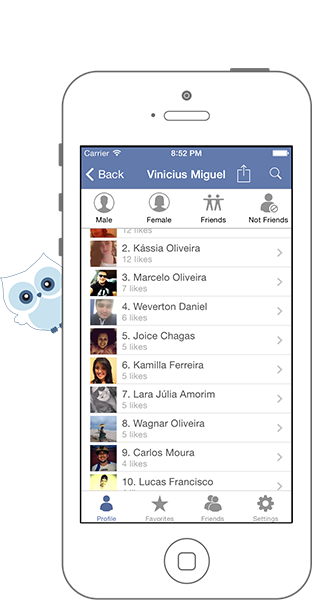 Carrier 8:52 PM
Back Vinicius Miguel
Male Female Friends Not Friends
12 likes
2. Kássia Oliveira
12 likes
3. Marcelo Oliveira
7 likes
4. Weverton Daniel
6 likes
5. Joice Chagas
5 likes
6. Kamilla Ferreira
5 likes
7. Lara Júlia Amorim
5 likes
8. Wagnar Oliveira
5 likes
9. Carlos Moura
4 likes
10. Lucas Francisco
Profile Favorites Friends Settings